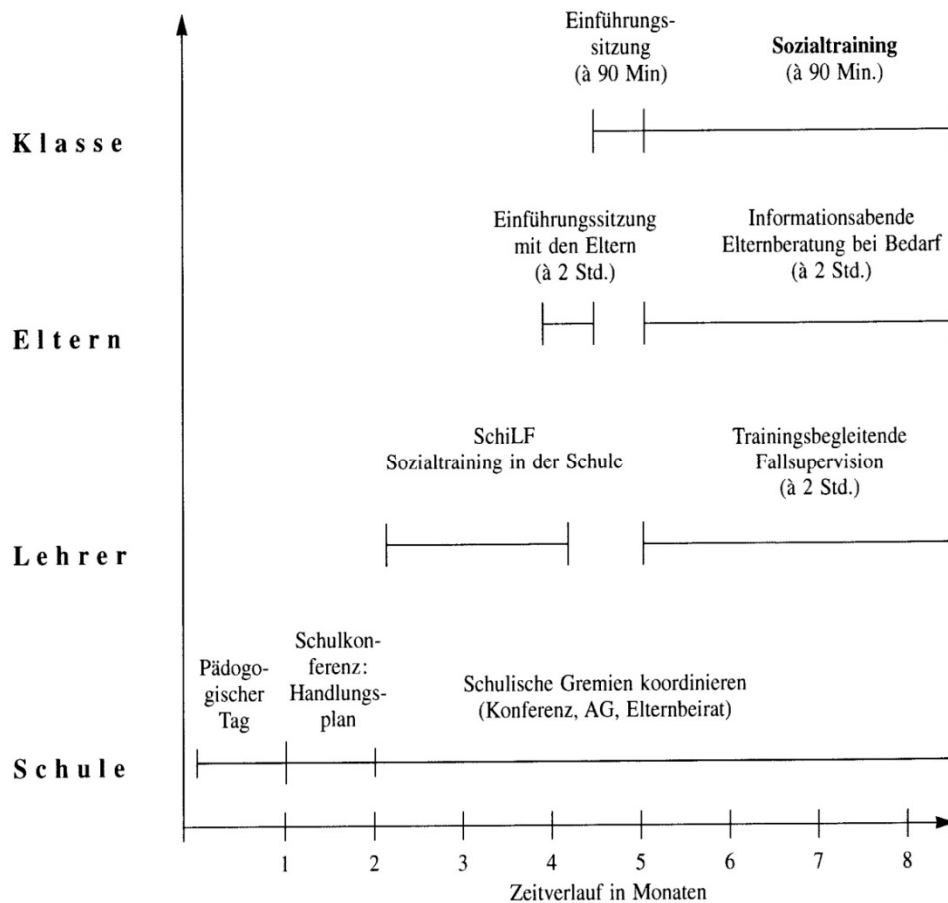 Einführungs-
sitzung
(à 90 Min)
Sozialtraining
(à 90 Min.)
Klasse
Einführungssitzung
mit den Eltern
(à 2 Std.)
Informationsabende
Elternberatung bei Bedarf
(à 2 Std.)
Eltern
SchiLF
Sozialtraining in der Schule
Trainingsbegleitende
Fallsupervision
(à 2 Std.)
Lehrer
Pädogo-
gischer
Tag
Schulkon-
ferenz:
Handlungs-
plan
Schulische Gremien koordinieren
(Konferenz, AG, Elternbeirat)
Schule
1 2 3 4 5 6 7 8
Zeitverlauf in Monaten